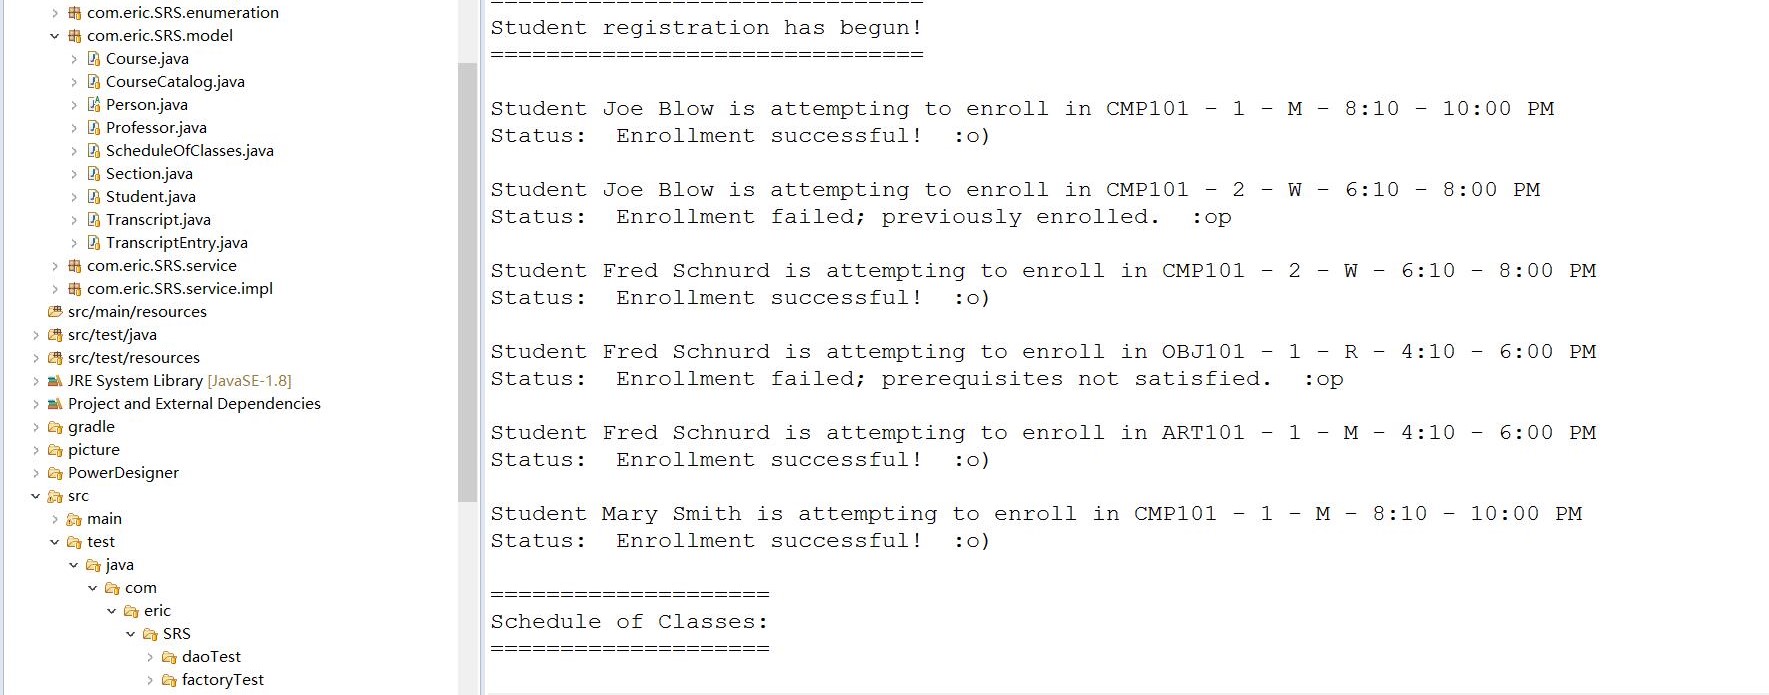 com.eric.SRS.enumeration
com.eric.SRS.model
Course.java
CourseCatalog.java
Person.java
Professor.java
ScheduleOfClasses.java
Section.java
Student.java
Transcript.java
TranscriptEntry.java
com.eric.SRS.service
com.eric.SRS.service.impl
src/main/resources
src/test/java
src/test/resources
JRE System Library [JavaSE-1.8]
Project and External Dependencies
gradle
picture
PowerDesigner
src
main
test
java
com
eric
SRS
daoTest
factoryTest
===============================
Student registration has begun!
===============================
Student Joe Blow is attempting to enroll in CMP101 - 1 - M - 8:10 - 10:00 PM
Status:  Enrollment successful!  :o)
Student Joe Blow is attempting to enroll in CMP101 - 2 - W - 6:10 - 8:00 PM
Status:  Enrollment failed; previously enrolled.  :op
Student Fred Schnurd is attempting to enroll in CMP101 - 2 - W - 6:10 - 8:00 PM
Status:  Enrollment successful!  :o)
Student Fred Schnurd is attempting to enroll in OBJ101 - 1 - R - 4:10 - 6:00 PM
Status:  Enrollment failed; prerequisites not satisfied.  :op
Student Fred Schnurd is attempting to enroll in ART101 - 1 - M - 4:10 - 6:00 PM
Status:  Enrollment successful!  :o)
Student Mary Smith is attempting to enroll in CMP101 - 1 - M - 8:10 - 10:00 PM
Status:  Enrollment successful!  :o)
====================
Schedule of Classes:
====================